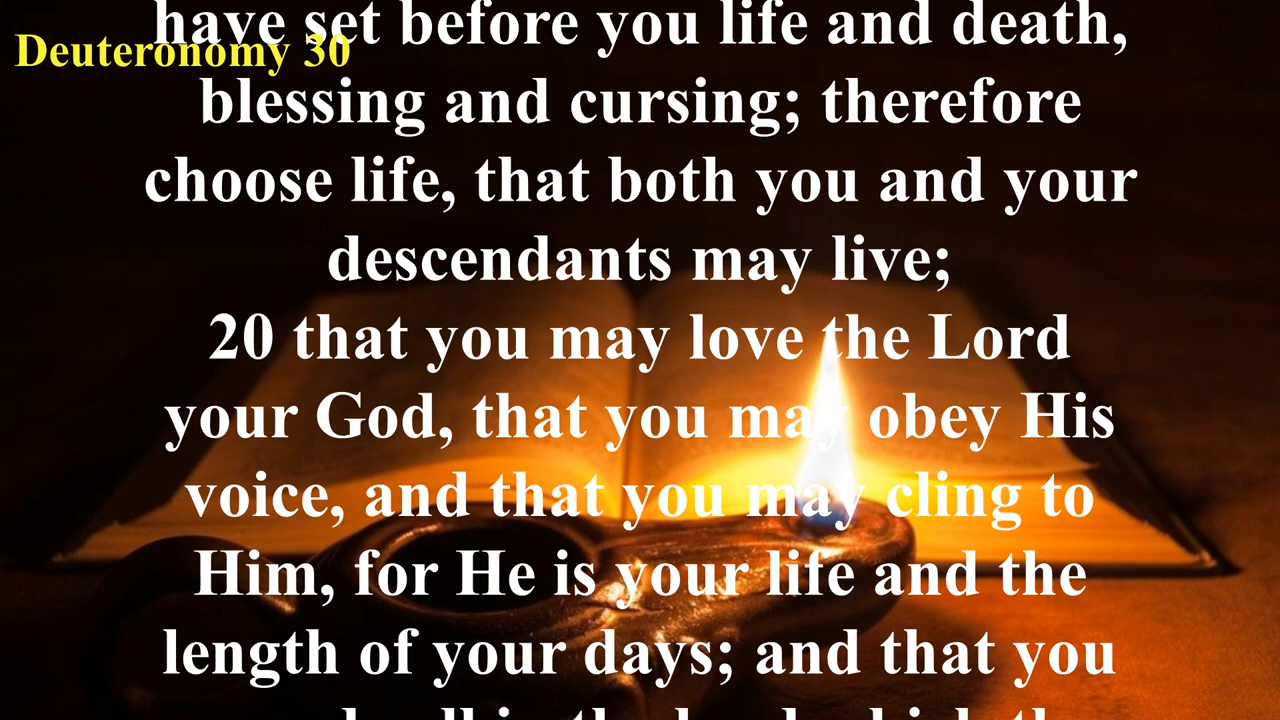 have set before you life and death,
Deuteronomy 30
blessing and cursing; therefore
choose life, that both you and your
descendants may live;
20 that you may love the Lord
your God, that you may obey His
voice, and that you may cling to
Him, for He is your life and the
length of your days; and that you